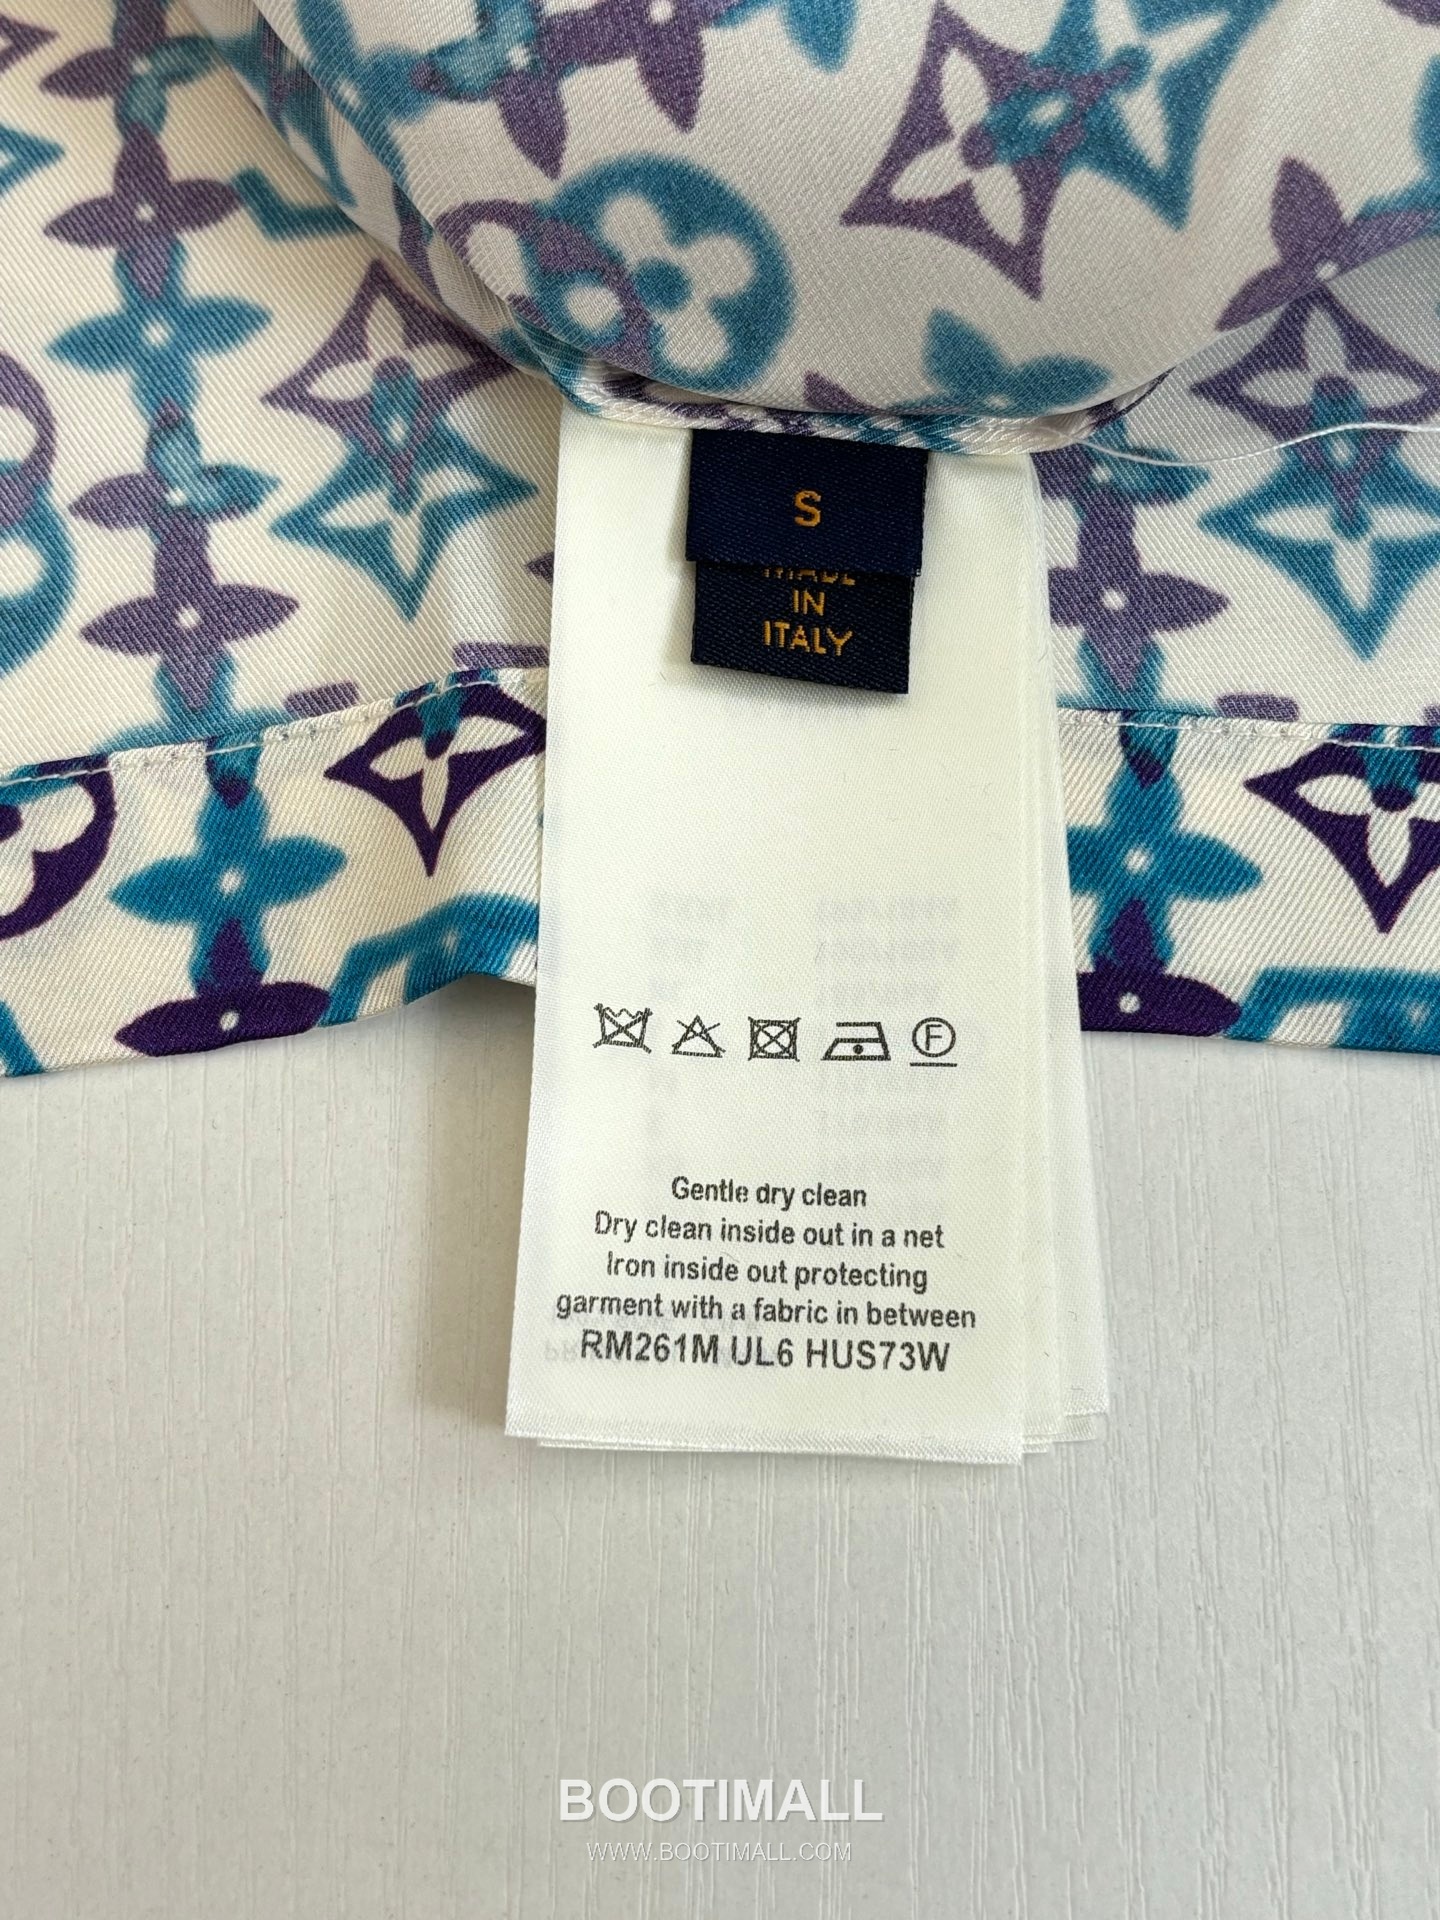 S
MADE
IN
ITALY
F
Gentle dry clean
Dry clean inside out in a net
Iron inside out protecting
garment with a fabric in between
RM261M UL6 HUS73W
BOOTIMALL
WWW.BOOTIMALL.COM